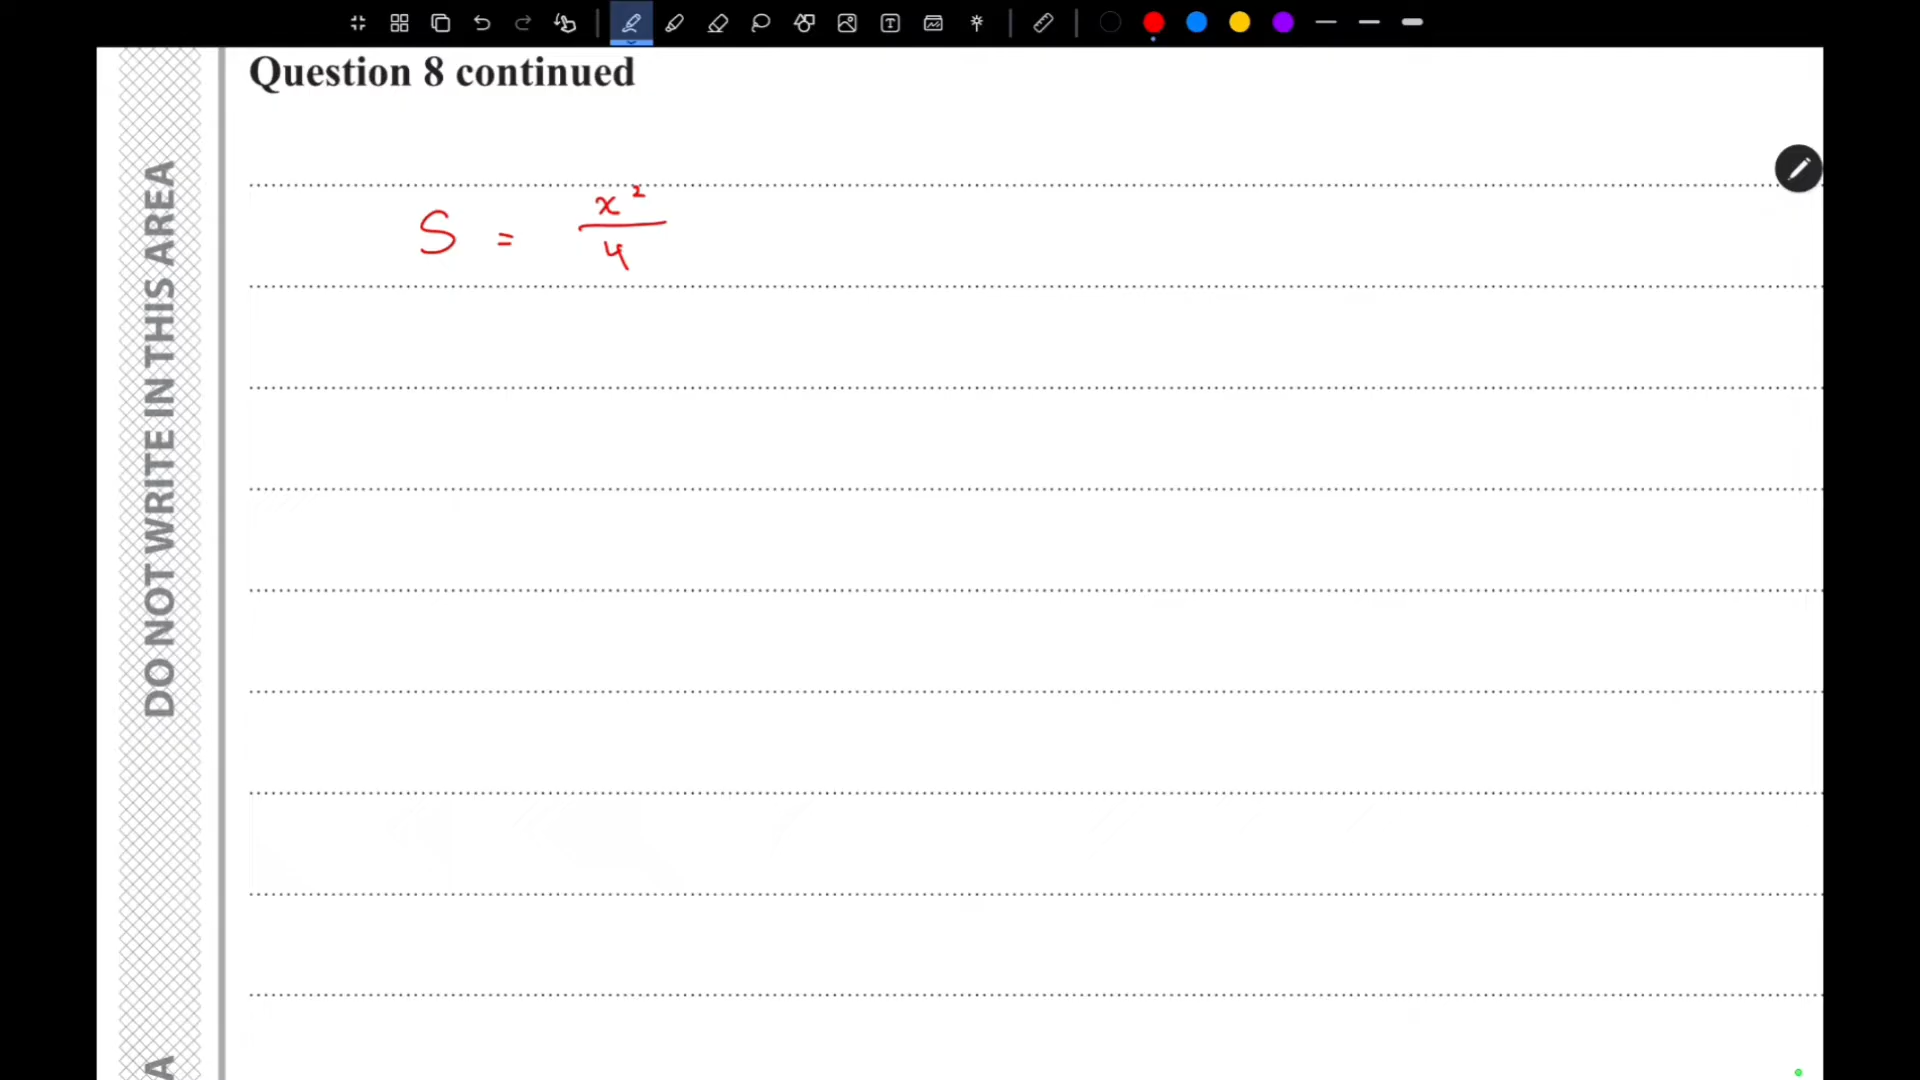 Question 8 continued
DO NOT WRITE IN THIS AREA
S = x²/4
A